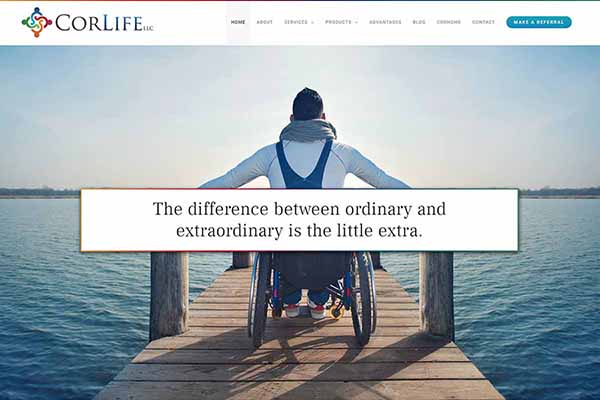 CORLIFE LLC
HOME ABOUT SERVICES PRODUCTS ADVANTAGES BLOG CORHOME CONTACT MAKE A REFERRAL
The difference between ordinary and
extraordinary is the little extra.